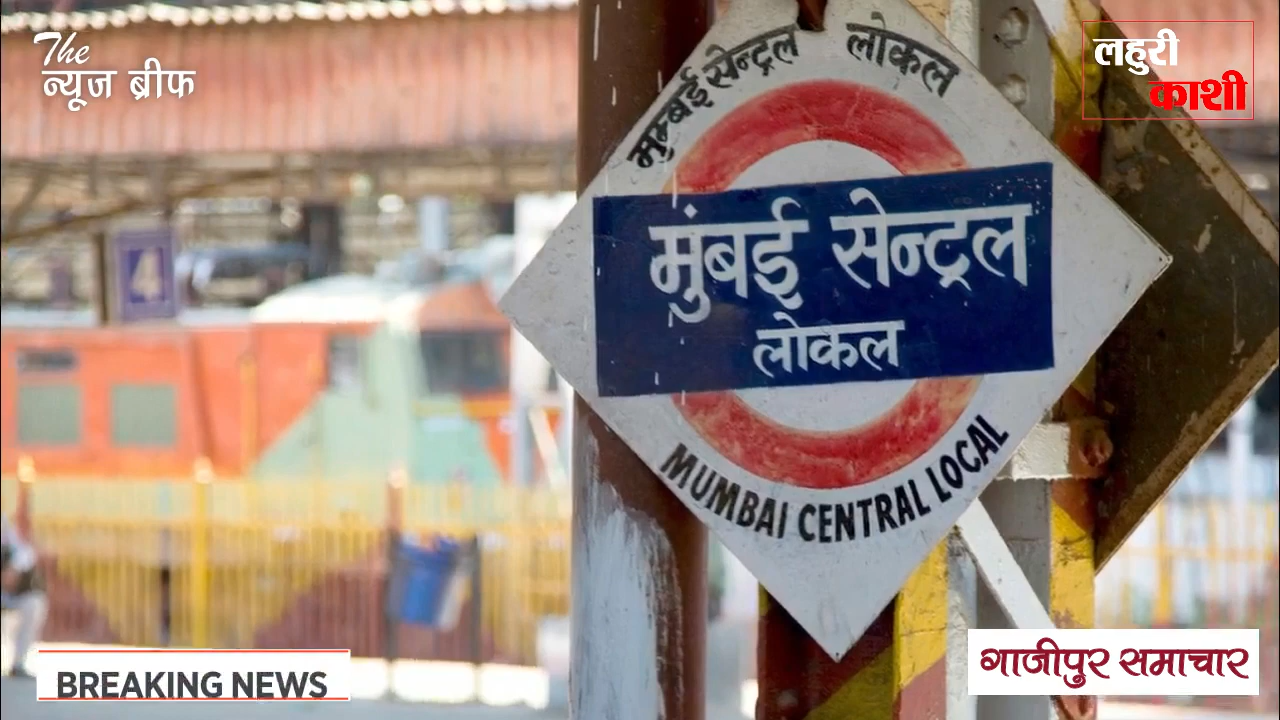 The
न्यूज ब्रीफ
लहुरी
काशी
मुम्बई सेन्ट्रल लोकल
मुंबई सेन्ट्रल
लोकल
MUMBAI CENTRAL LOCAL
4
BREAKING NEWS
गाजीपुर समाचार